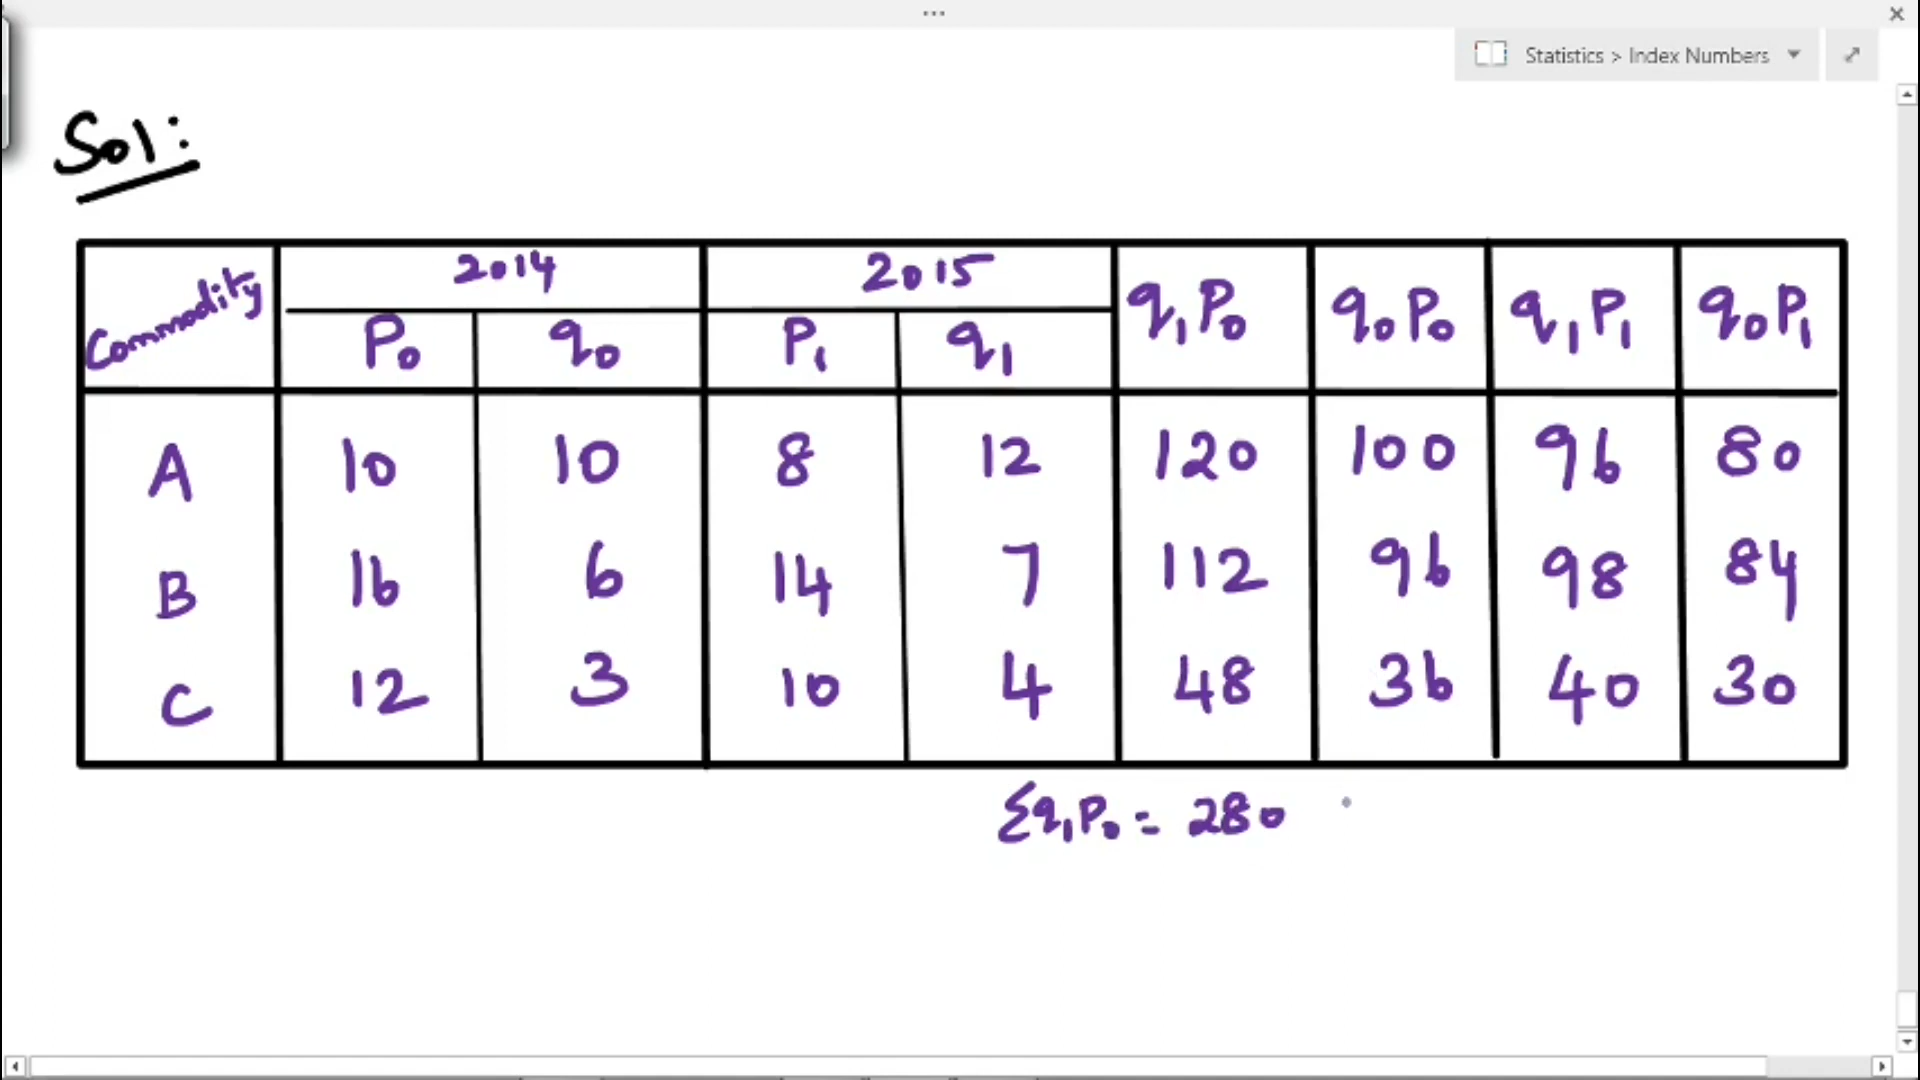 Statistics > Index Numbers
Sol:
Commodity 2014 2015 q₁P₀ q₀P₀ q₁P₁ q₀P₁
P₀ q₀ P₁ q₁
A 10 10 8 12 120 100 96 80
B 16 6 14 7 112 96 98 84
C 12 3 10 4 48 36 40 30
Σq₁P₀ = 280